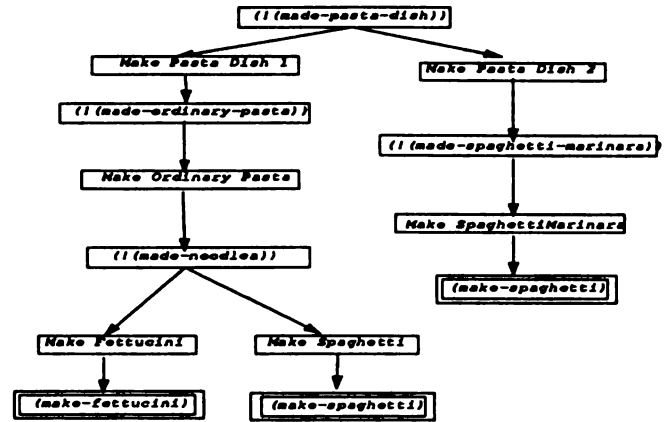 (!(made-pasta-dish))
Make Pasta Dish 1
Make Pasta Dish 2
(!(made-ordinary-pasta))
(!(made-spaghetti-marinara))
Make Ordinary Pasta
Make SpaghettiMarinara
(!(made-noodles))
(make-spaghetti)
Make Fettucini
Make Spaghetti
(make-fettucini)
(make-spaghetti)